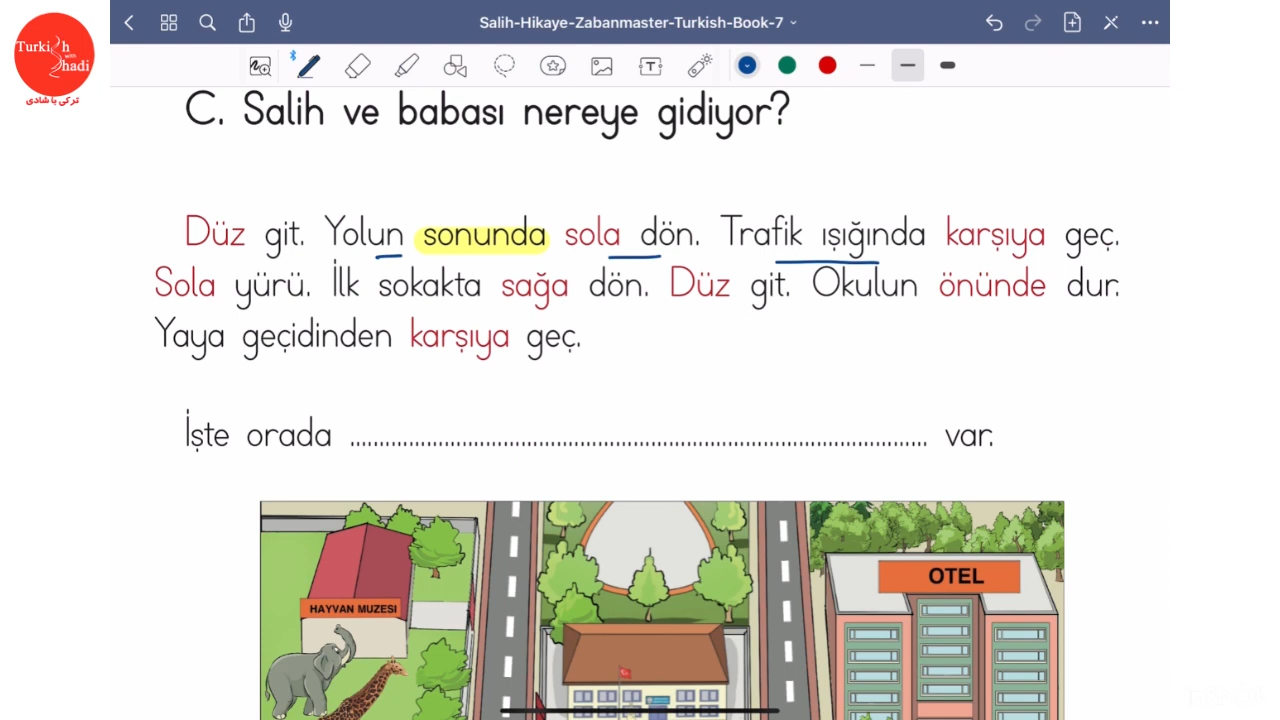 Salih-Hikaye-Zabanmaster-Turkish-Book-7
Turkish
with
Shadi
ترکی با شادی
C. Salih ve babası nereye gidiyor?
Düz git. Yolun sonunda sola dön. Trafik ışığında karşıya geç.
Sola yürü. İlk sokakta sağa dön. Düz git. Okulun önünde dur.
Yaya geçidinden karşıya geç.
İşte orada ........................................................................................ var.
OTEL
HAYVAN MUZESI